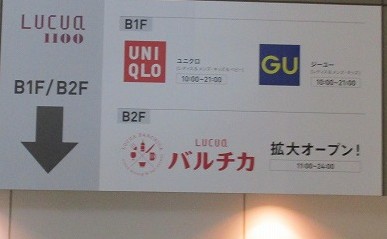 LUCUA
1100
B1F/B2F
B1F
UNI
QLO
ユニクロ
10:00-21:00
GU
ジーユー
10:00-21:00
B2F
LUCUA
バルチカ
拡大オープン!
11:00-24:00